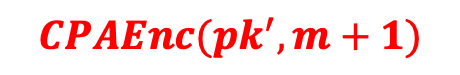 CPAEnc(pk′, m + 1)